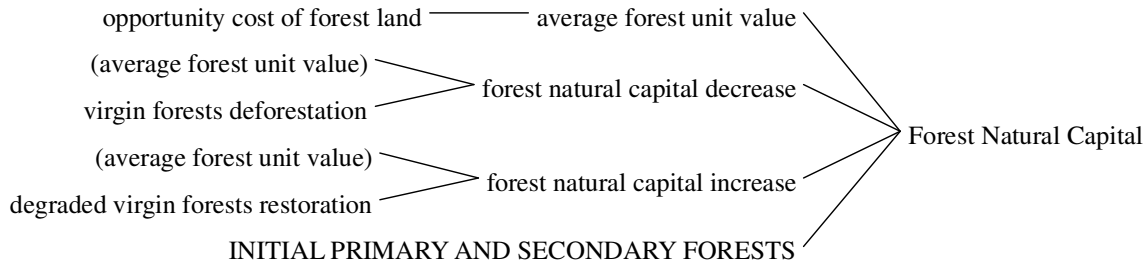 opportunity cost of forest land
average forest unit value
(average forest unit value)
virgin forests deforestation
forest natural capital decrease
(average forest unit value)
degraded virgin forests restoration
forest natural capital increase
INITIAL PRIMARY AND SECONDARY FORESTS
Forest Natural Capital